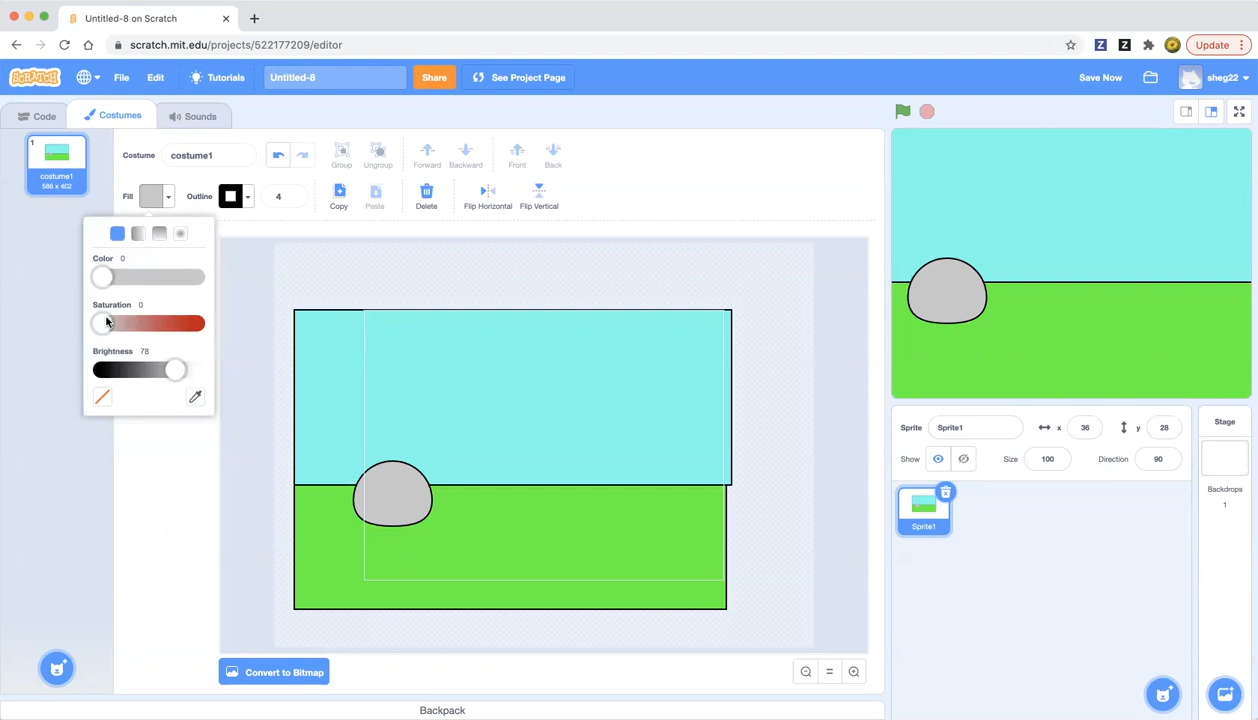 Untitled-8 on Scratch
scratch.mit.edu/projects/522177209/editor
Z
Z
Update
SCRATCH
File
Edit
Tutorials
Untitled-8
Share
See Project Page
Save Now
sheg22
Code
Costumes
Sounds
1
costume1
586 x 402
Costume
costume1
Group
Ungroup
Forward
Backward
Front
Back
Fill
Outline
4
Copy
Paste
Delete
Flip Horizontal
Flip Vertical
Color 0
Saturation 0
Brightness 78
Convert to Bitmap
Backpack
Sprite
Sprite1
x
36
y
28
Show
Size
100
Direction
90
Sprite1
Stage
Backdrops
1